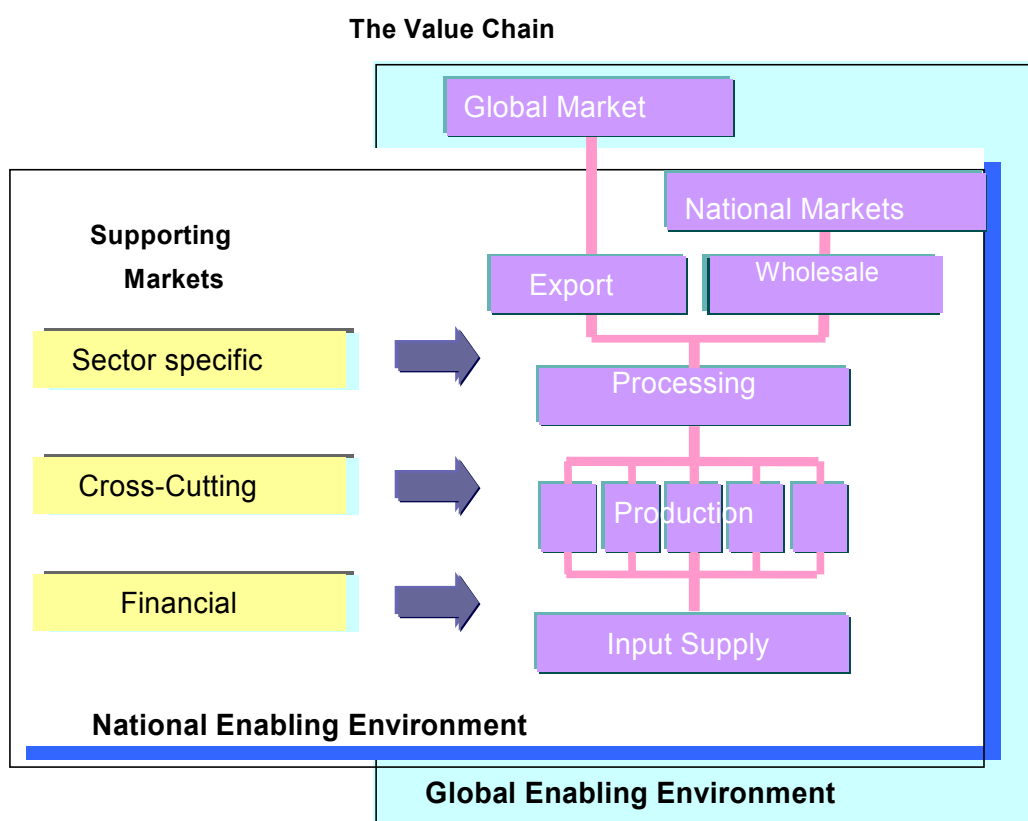 The Value Chain
Global Market
National Markets
Supporting
Markets
Export
Wholesale
Sector specific
Processing
Cross-Cutting
Production
Financial
Input Supply
National Enabling Environment
Global Enabling Environment